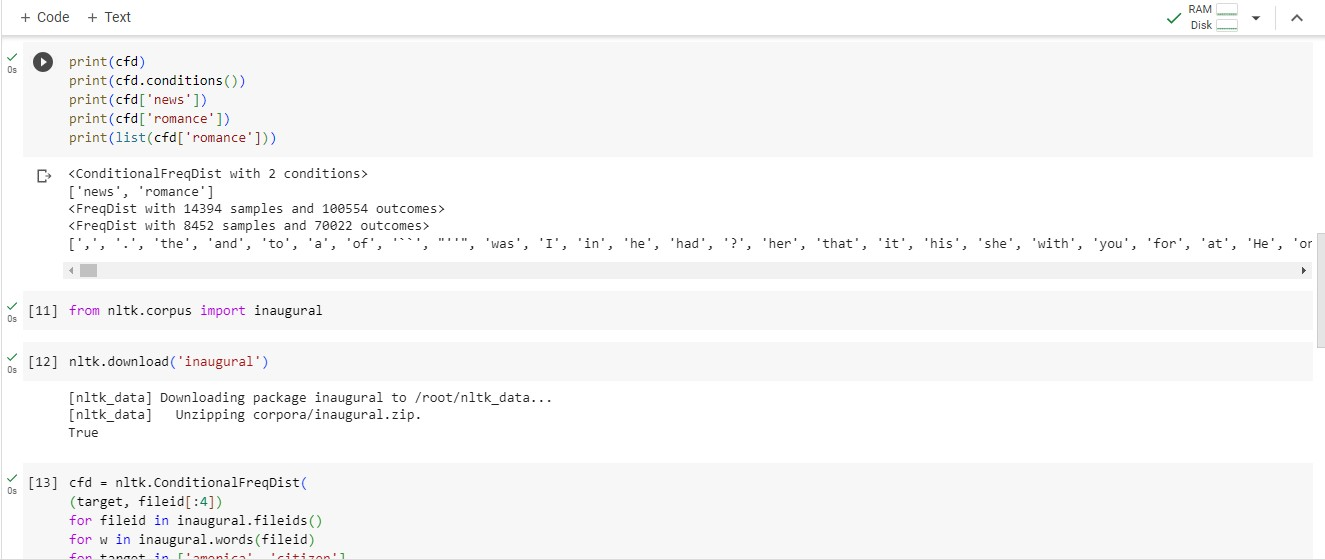 + Code + Text
RAM
Disk
0s
print(cfd)
print(cfd.conditions())
print(cfd['news'])
print(cfd['romance'])
print(list(cfd['romance']))
<ConditionalFreqDist with 2 conditions>
['news', 'romance']
<FreqDist with 14394 samples and 100554 outcomes>
<FreqDist with 8452 samples and 70022 outcomes>
[',', '.', 'the', 'and', 'to', 'a', 'of', '``', "''", 'was', 'I', 'in', 'he', 'had', '?', 'her', 'that', 'it', 'his', 'she', 'with', 'you', 'for', 'at', 'He', 'or
0s
[11] from nltk.corpus import inaugural
0s
[12] nltk.download('inaugural')
[nltk_data] Downloading package inaugural to /root/nltk_data...
[nltk_data]   Unzipping corpora/inaugural.zip.
True
0s
[13] cfd = nltk.ConditionalFreqDist(
(target, fileid[:4])
for fileid in inaugural.fileids()
for w in inaugural.words(fileid)
for target in ['america', 'citizen']